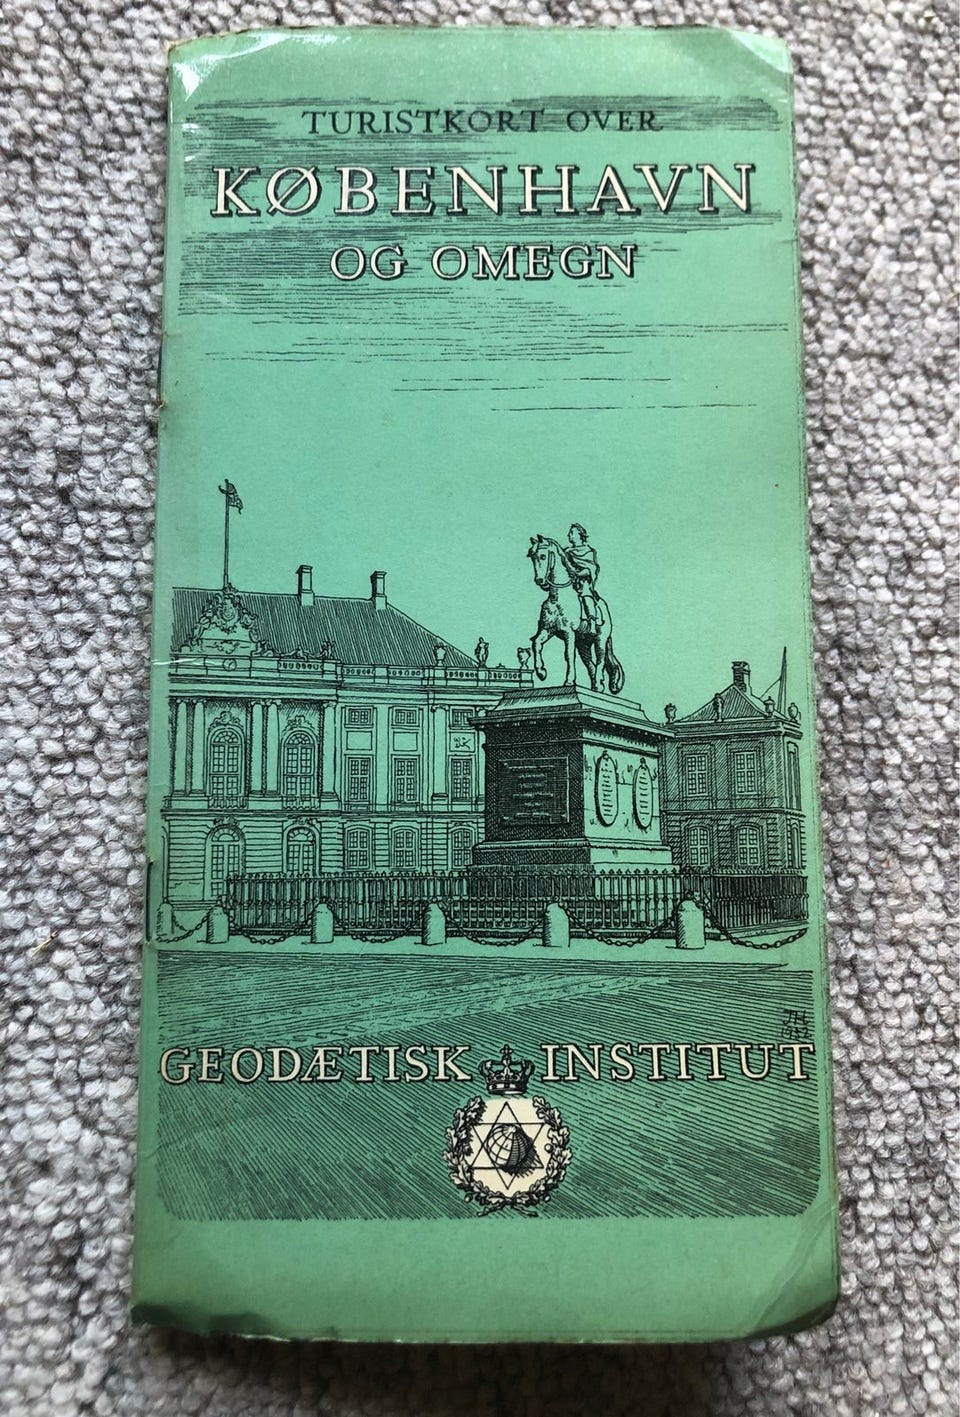 TURISTKORT OVER
KØBENHAVN
OG OMEGN
GEODÆTISK INSTITUT